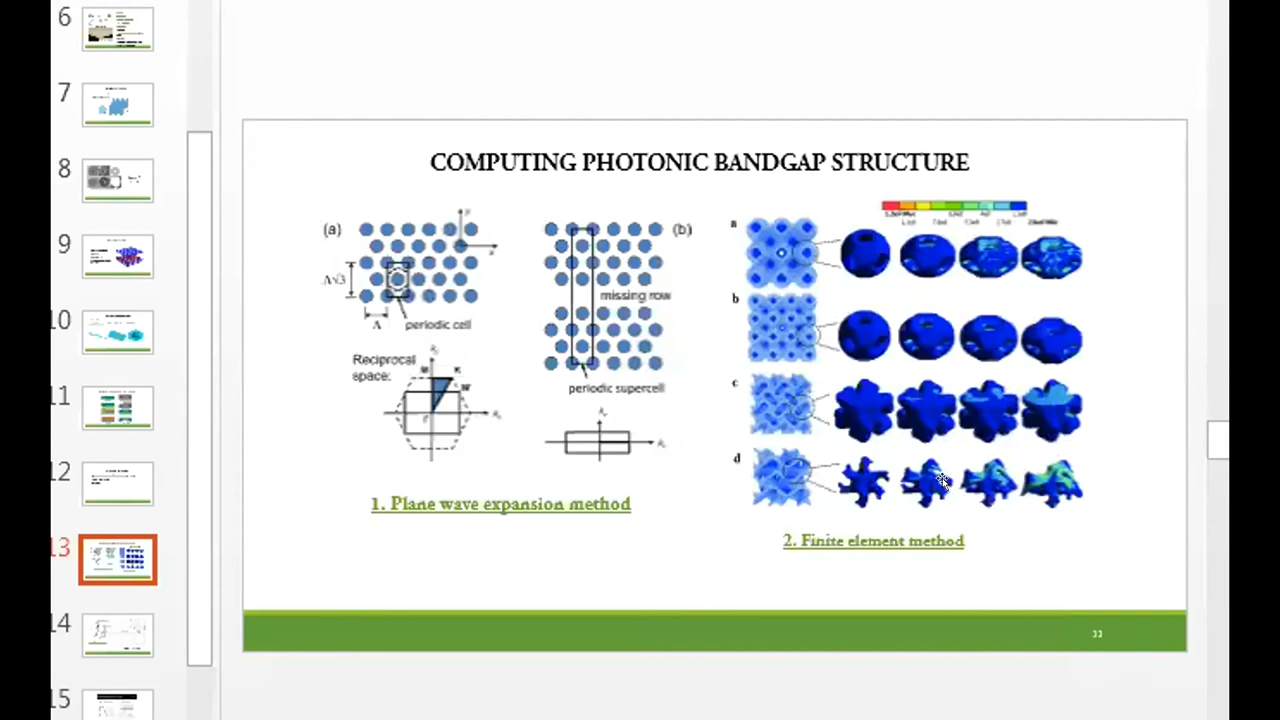 6
7
8
9
10
11
12
13
14
15
COMPUTING PHOTONIC BANDGAP STRUCTURE
(a)
y
x
Λ√3
Λ
periodic cell
Reciprocal
space:
K
(b)
missing row
periodic supercell
1. Plane wave expansion method
a
b
c
d
2. Finite element method